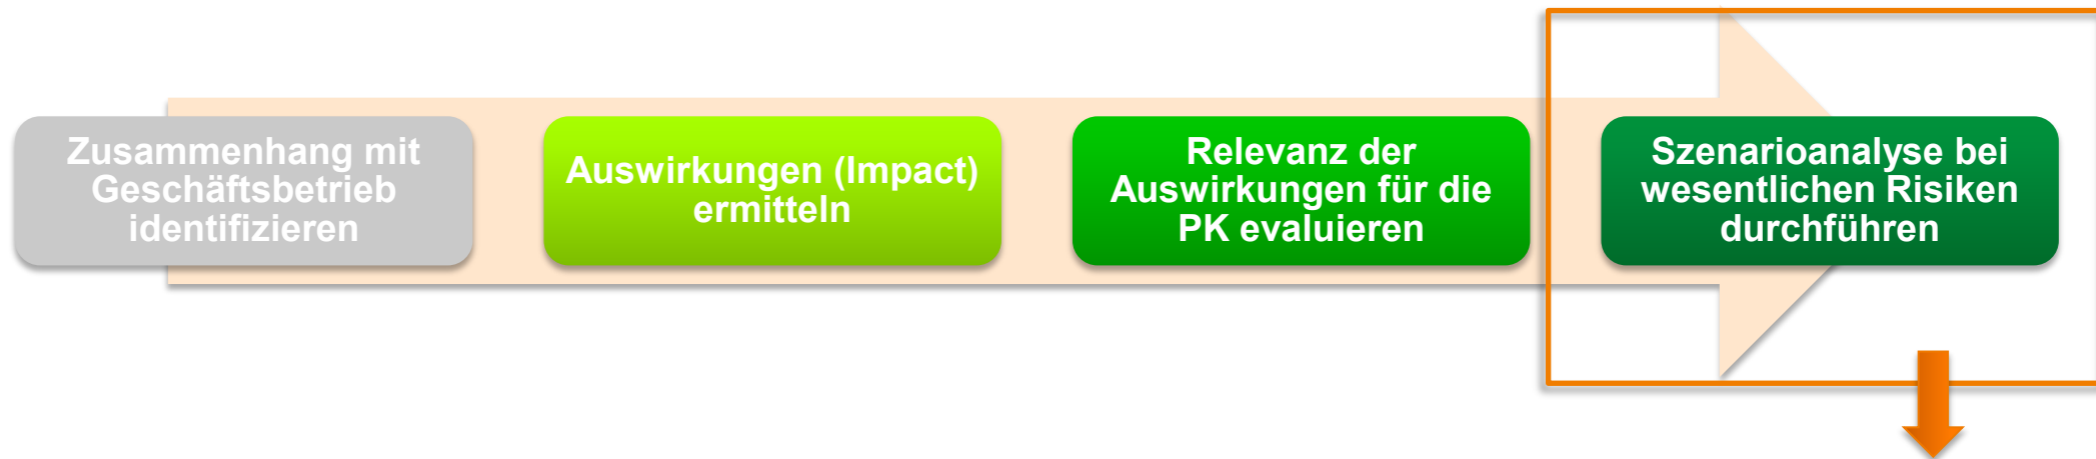 Zusammenhang mit
Geschäftsbetrieb
identifizieren
Auswirkungen (Impact)
ermitteln
Relevanz der
Auswirkungen für die
PK evaluieren
Szenarioanalyse bei
wesentlichen Risiken
durchführen